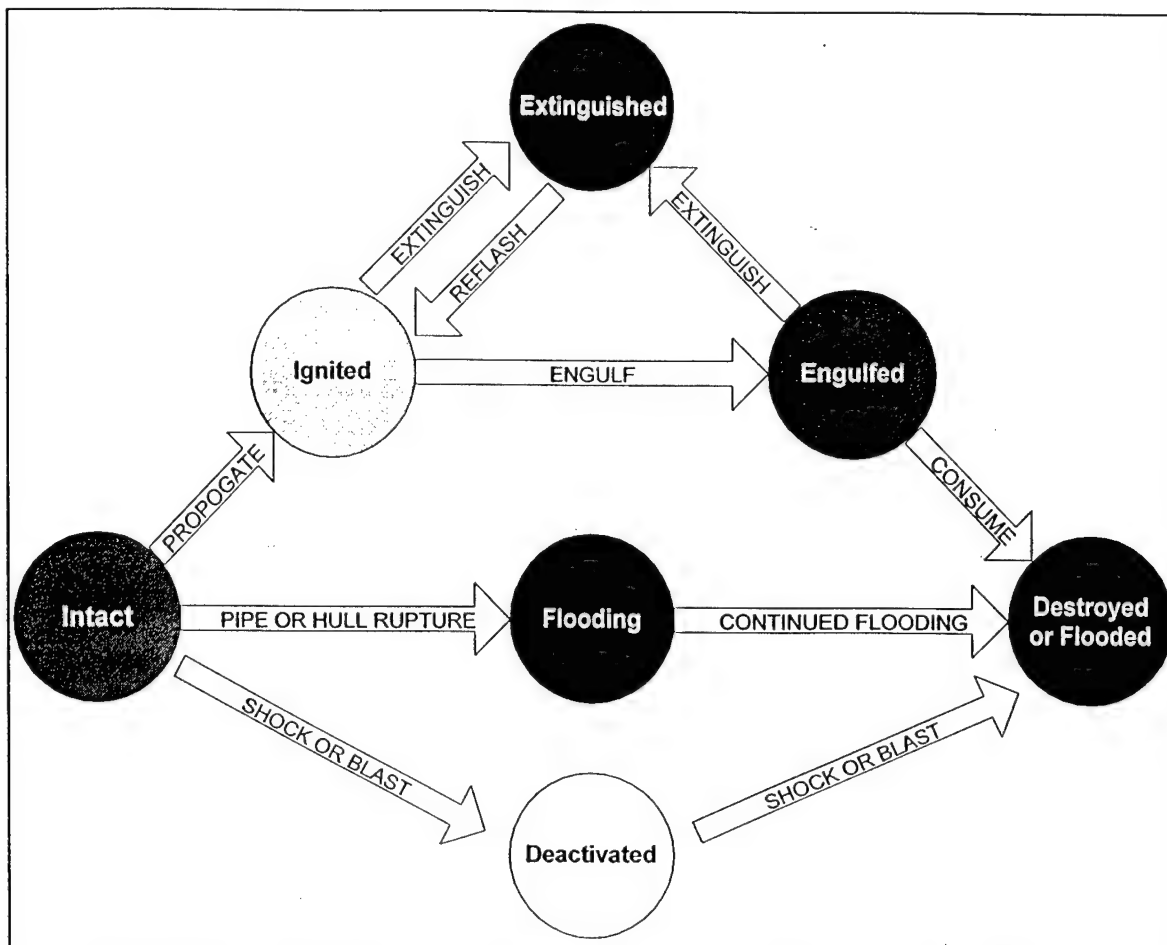 Extinguished
EXTINGUISH
REFLASH
EXTINGUISH
Ignited
ENGULF
Engulfed
PROPOGATE
CONSUME
Intact
PIPE OR HULL RUPTURE
Flooding
CONTINUED FLOODING
Destroyed
or Flooded
SHOCK OR BLAST
SHOCK OR BLAST
Deactivated